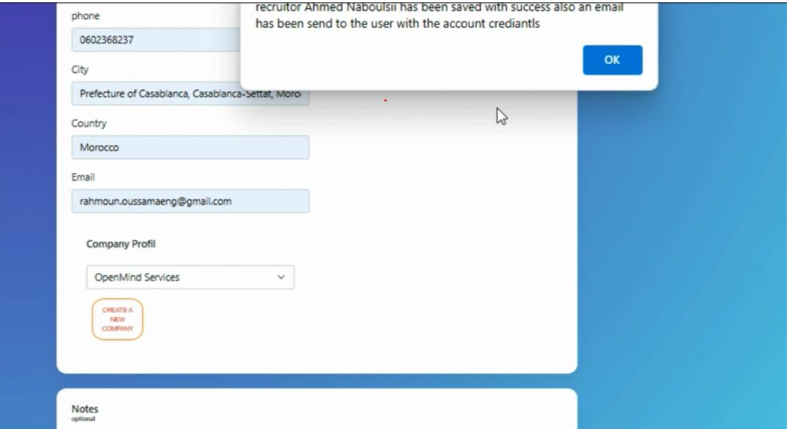 recruitor Ahmed Naboulsii has been saved with success also an email
has been send to the user with the account crediantls
OK
phone
0602368237
City
Prefecture of Casablanca, Casablanca-Settat, Moro
Country
Morocco
Email
rahmoun.oussamaeng@gmail.com
Company Profil
OpenMind Services
CREATE A
NEW
COMPANY
Notes
optional